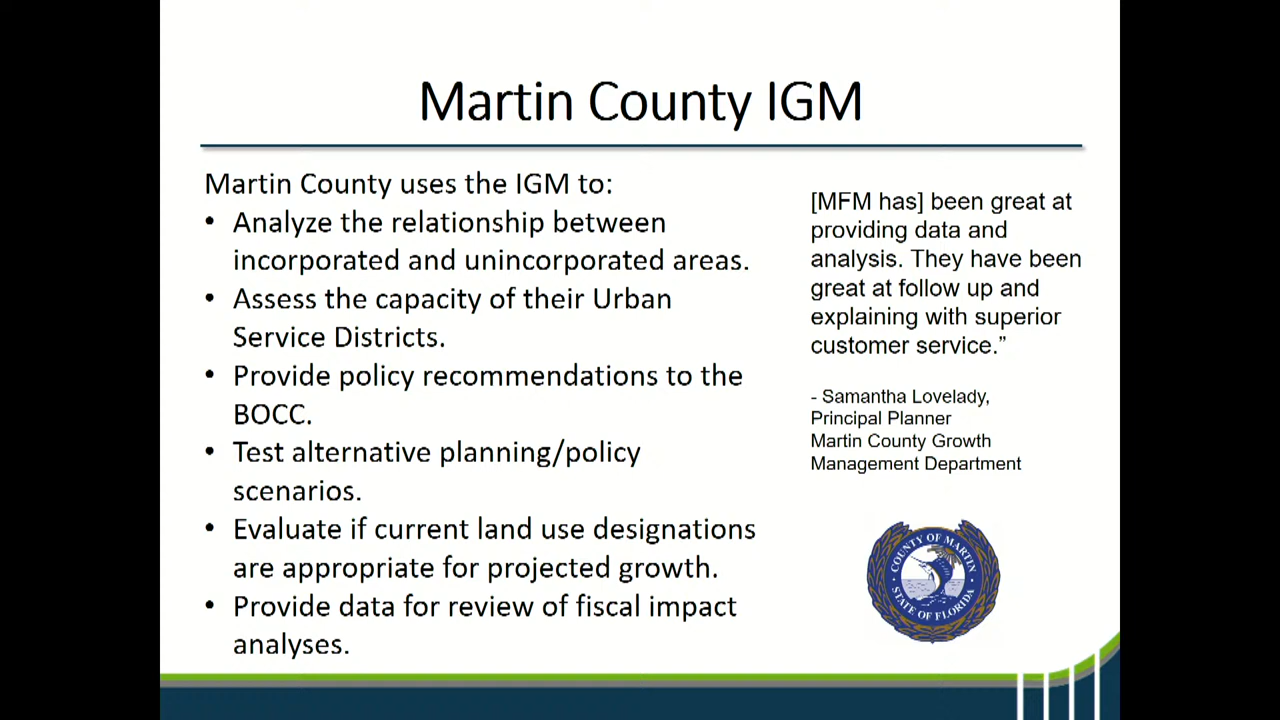 Martin County IGM
Martin County uses the IGM to:
• Analyze the relationship between
incorporated and unincorporated areas.
• Assess the capacity of their Urban
Service Districts.
• Provide policy recommendations to the
BOCC.
• Test alternative planning/policy
scenarios.
• Evaluate if current land use designations
are appropriate for projected growth.
• Provide data for review of fiscal impact
analyses.
[MFM has] been great at
providing data and
analysis. They have been
great at follow up and
explaining with superior
customer service.”
- Samantha Lovelady,
Principal Planner
Martin County Growth
Management Department
COUNTY OF MARTIN
STATE OF FLORIDA